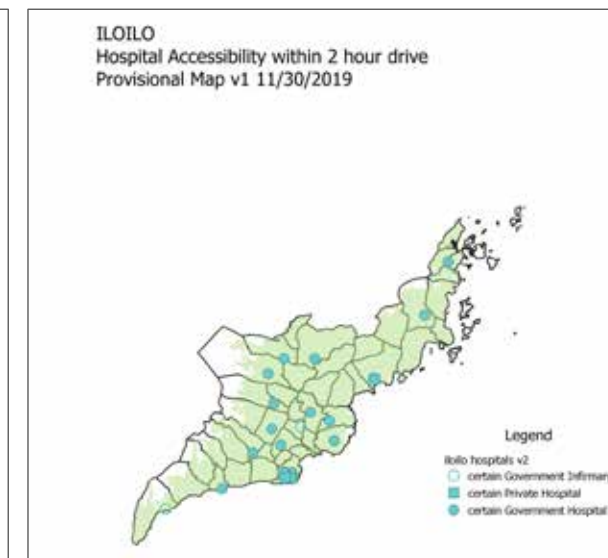 ILOILO
Hospital Accessibility within 2 hour drive
Provisional Map v1 11/30/2019
Legend
Iloilo hospitals v2
certain Government Infirmary
certain Private Hospital
certain Government Hospital